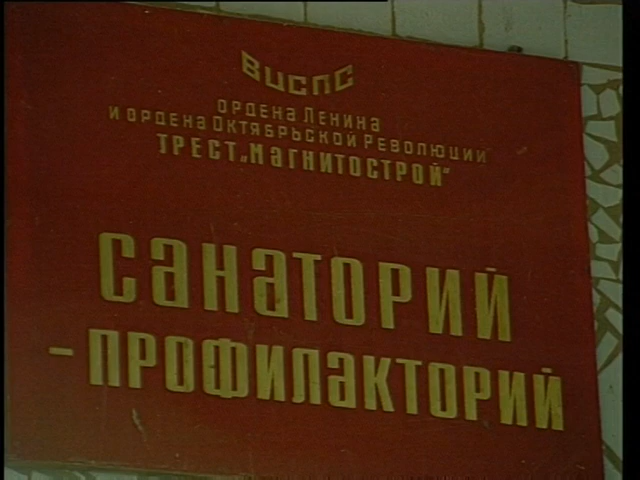 ВЦСПС
ОРДЕНА ЛЕНИНА
И ОРДЕНА ОКТЯБРЬСКОЙ РЕВОЛЮЦИИ
ТРЕСТ „МАГНИТОСТРОЙ"
САНАТОРИЙ
-ПРОФИЛАКТОРИЙ